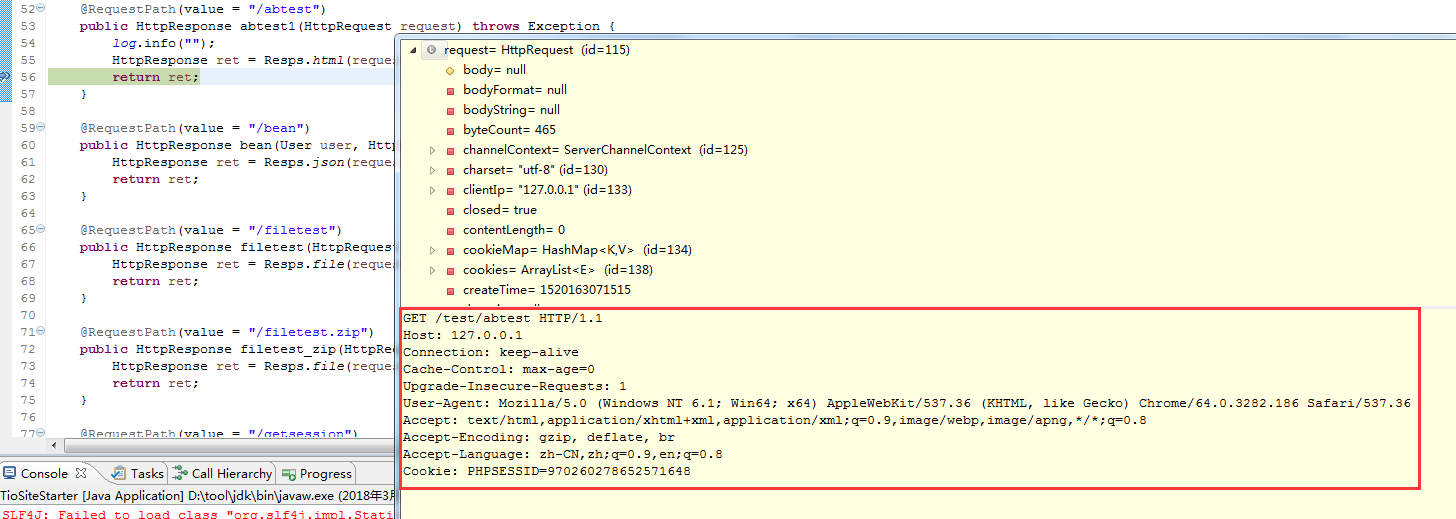 52 @RequestPath(value = "/abtest")
53 public HttpResponse abtest1(HttpRequest request) throws Exception {
54 log.info("");
55 HttpResponse ret = Resps.html(reque
56 return ret;
57 }
58
59 @RequestPath(value = "/bean")
60 public HttpResponse bean(User user, Htt
61 HttpResponse ret = Resps.json(reque
62 return ret;
63 }
64
65 @RequestPath(value = "/filetest")
66 public HttpResponse filetest(HttpRequest
67 HttpResponse ret = Resps.file(reque
68 return ret;
69 }
70
71 @RequestPath(value = "/filetest.zip")
72 public HttpResponse filetest_zip(HttpReq
73 HttpResponse ret = Resps.file(reque
74 return ret;
75 }
76
77 @RequestPath(value = "/getsession")
request= HttpRequest (id=115)
body= null
bodyFormat= null
bodyString= null
byteCount= 465
channelContext= ServerChannelContext (id=125)
charset= "utf-8" (id=130)
clientIp= "127.0.0.1" (id=133)
closed= true
contentLength= 0
cookieMap= HashMap<K,V> (id=134)
cookies= ArrayList<E> (id=138)
createTime= 1520163071515
GET /test/abtest HTTP/1.1
Host: 127.0.0.1
Connection: keep-alive
Cache-Control: max-age=0
Upgrade-Insecure-Requests: 1
User-Agent: Mozilla/5.0 (Windows NT 6.1; Win64; x64) AppleWebKit/537.36 (KHTML, like Gecko) Chrome/64.0.3282.186 Safari/537.36
Accept: text/html,application/xhtml+xml,application/xml;q=0.9,image/webp,image/apng,*/*;q=0.8
Accept-Encoding: gzip, deflate, br
Accept-Language: zh-CN,zh;q=0.9,en;q=0.8
Cookie: PHPSESSID=970260278652571648
Console Tasks Call Hierarchy Progress
TioSiteStarter [Java Application] D:\tool\jdk\bin\javaw.exe (2018年3月
SLF4J: Failed to load class "org.slf4j.impl.Stati